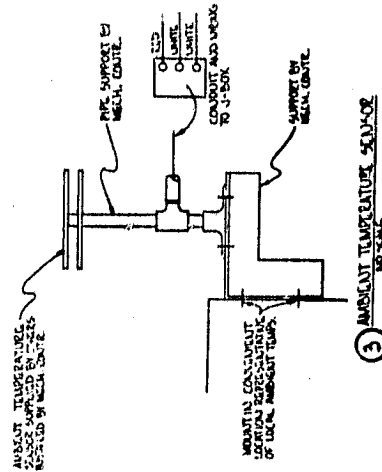 AMBIENT TEMPERATURE
SENSOR SUPPLIED BY
BY MECH. CONTR.
PIPE SUPPORT BY
MECH. CONTR.
RED
WHITE
WHITE
CONDUIT AND WIRING
TO J-BOX
SUPPORT BY
MECH. CONTR.
MOUNT IN CONVENIENT
LOCATION REPRESENTATIVE
OF LOCAL AMBIENT TEMPS.
3 AMBIENT TEMPERATURE SENSOR
NO SCALE